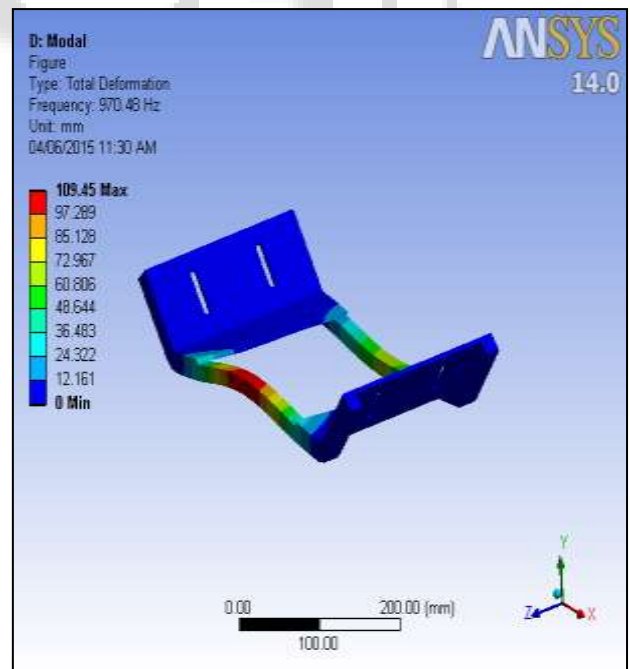 D: Modal
Figure
Type: Total Deformation
Frequency: 970.48 Hz
Unit: mm
04/06/2015 11:30 AM
ANSYS
14.0
109.45 Max
97.289
85.128
72.967
60.806
48.644
36.483
24.322
12.161
0 Min
Y
Z
X
0.00
200.00 (mm)
100.00